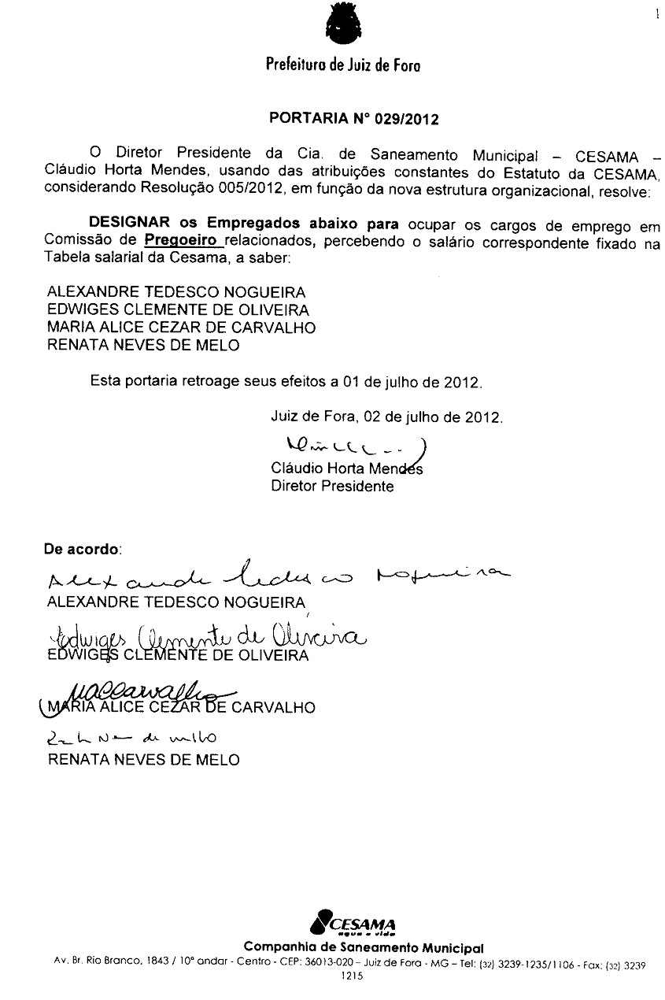 1
Prefeitura de Juiz de Fora
PORTARIA N° 029/2012
O Diretor Presidente da Cia. de Saneamento Municipal – CESAMA –
Cláudio Horta Mendes, usando das atribuições constantes do Estatuto da CESAMA,
considerando Resolução 005/2012, em função da nova estrutura organizacional, resolve:
DESIGNAR os Empregados abaixo para ocupar os cargos de emprego em
Comissão de Pregoeiro relacionados, percebendo o salário correspondente fixado na
Tabela salarial da Cesama, a saber:
ALEXANDRE TEDESCO NOGUEIRA
EDWIGES CLEMENTE DE OLIVEIRA
MARIA ALICE CEZAR DE CARVALHO
RENATA NEVES DE MELO
Esta portaria retroage seus efeitos a 01 de julho de 2012.
Juiz de Fora, 02 de julho de 2012.
Cláudio Horta Mendes
Diretor Presidente
De acordo:
Alexandre Tedesco Nogueira
ALEXANDRE TEDESCO NOGUEIRA
Edwiges Clemente de Oliveira
EDWIGES CLEMENTE DE OLIVEIRA
MACCarvalho
MARIA ALICE CEZAR DE CARVALHO
de Mello
RENATA NEVES DE MELO
CESAMA
água e vida
Companhia de Saneamento Municipal
Av. Br. Rio Branco, 1843 / 10° andar - Centro - CEP: 36013-020 – Juiz de Fora - MG – Tel: (32) 3239-1235/1106 - Fax: (32) 3239
1215